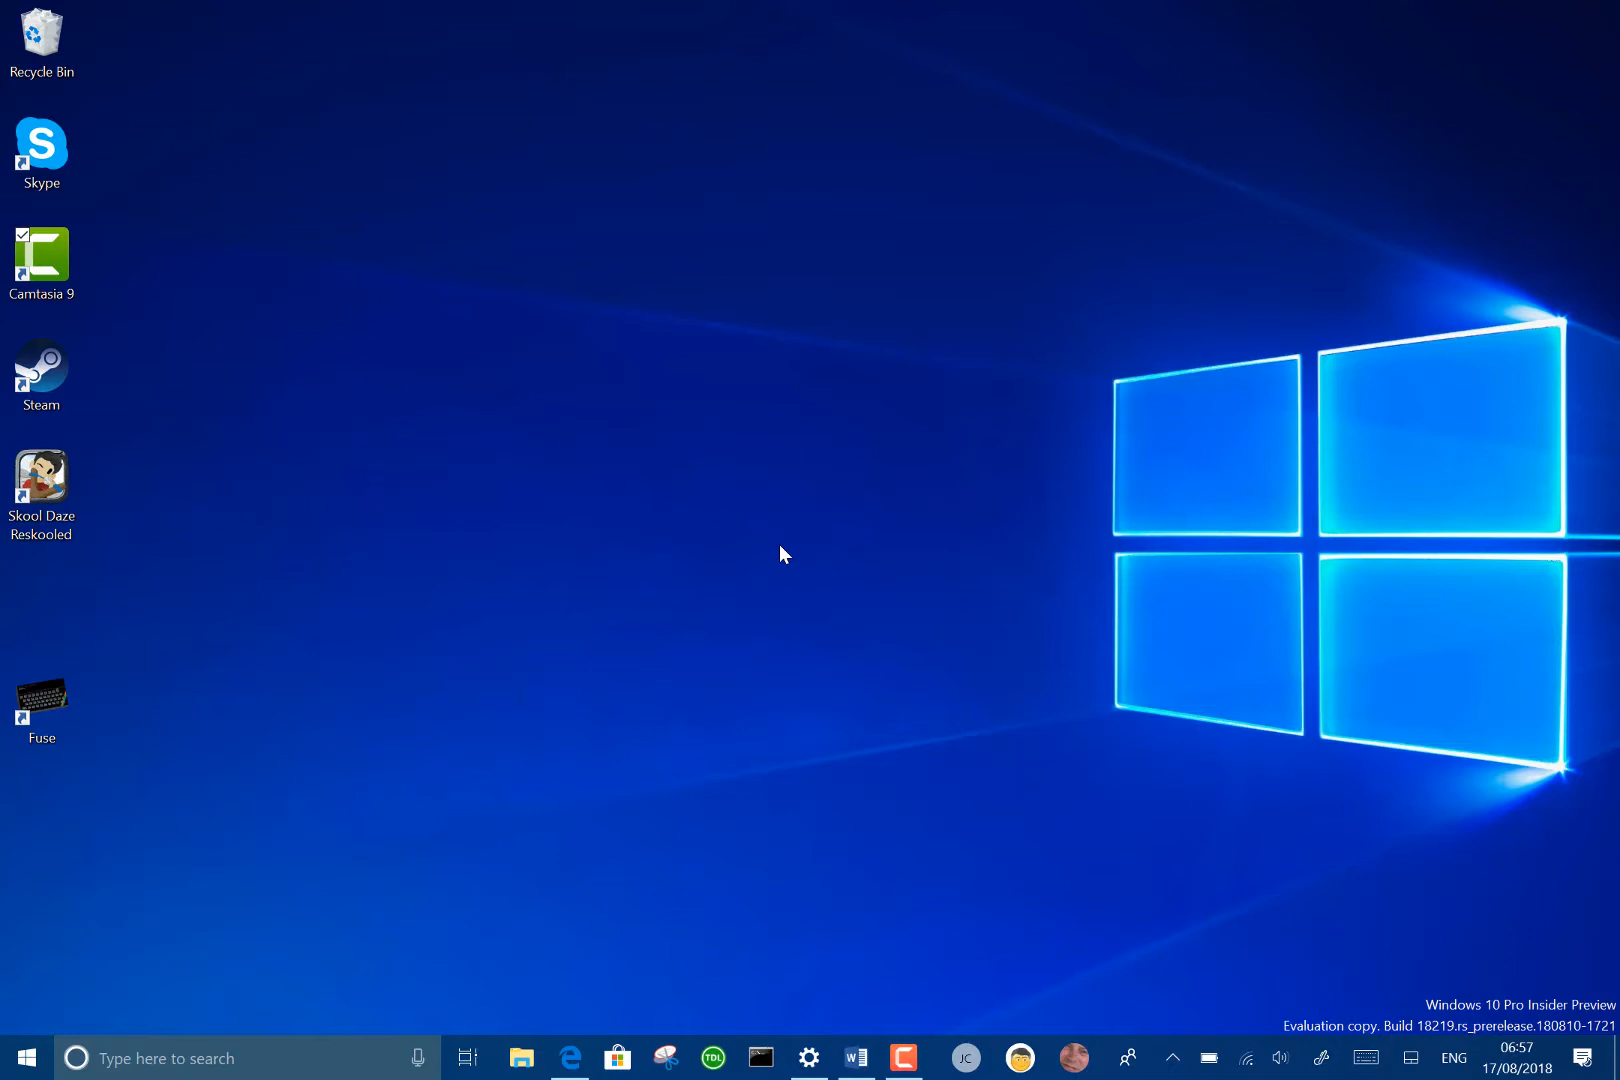 Recycle Bin
S
Skype
C
Camtasia 9
Steam
Skool Daze
Reskooled
Fuse
Windows 10 Pro Insider Preview
Evaluation copy. Build 18219.rs_prerelease.180810-1721
Type here to search
TDL
W
C
JC
ENG
06:57
17/08/2018